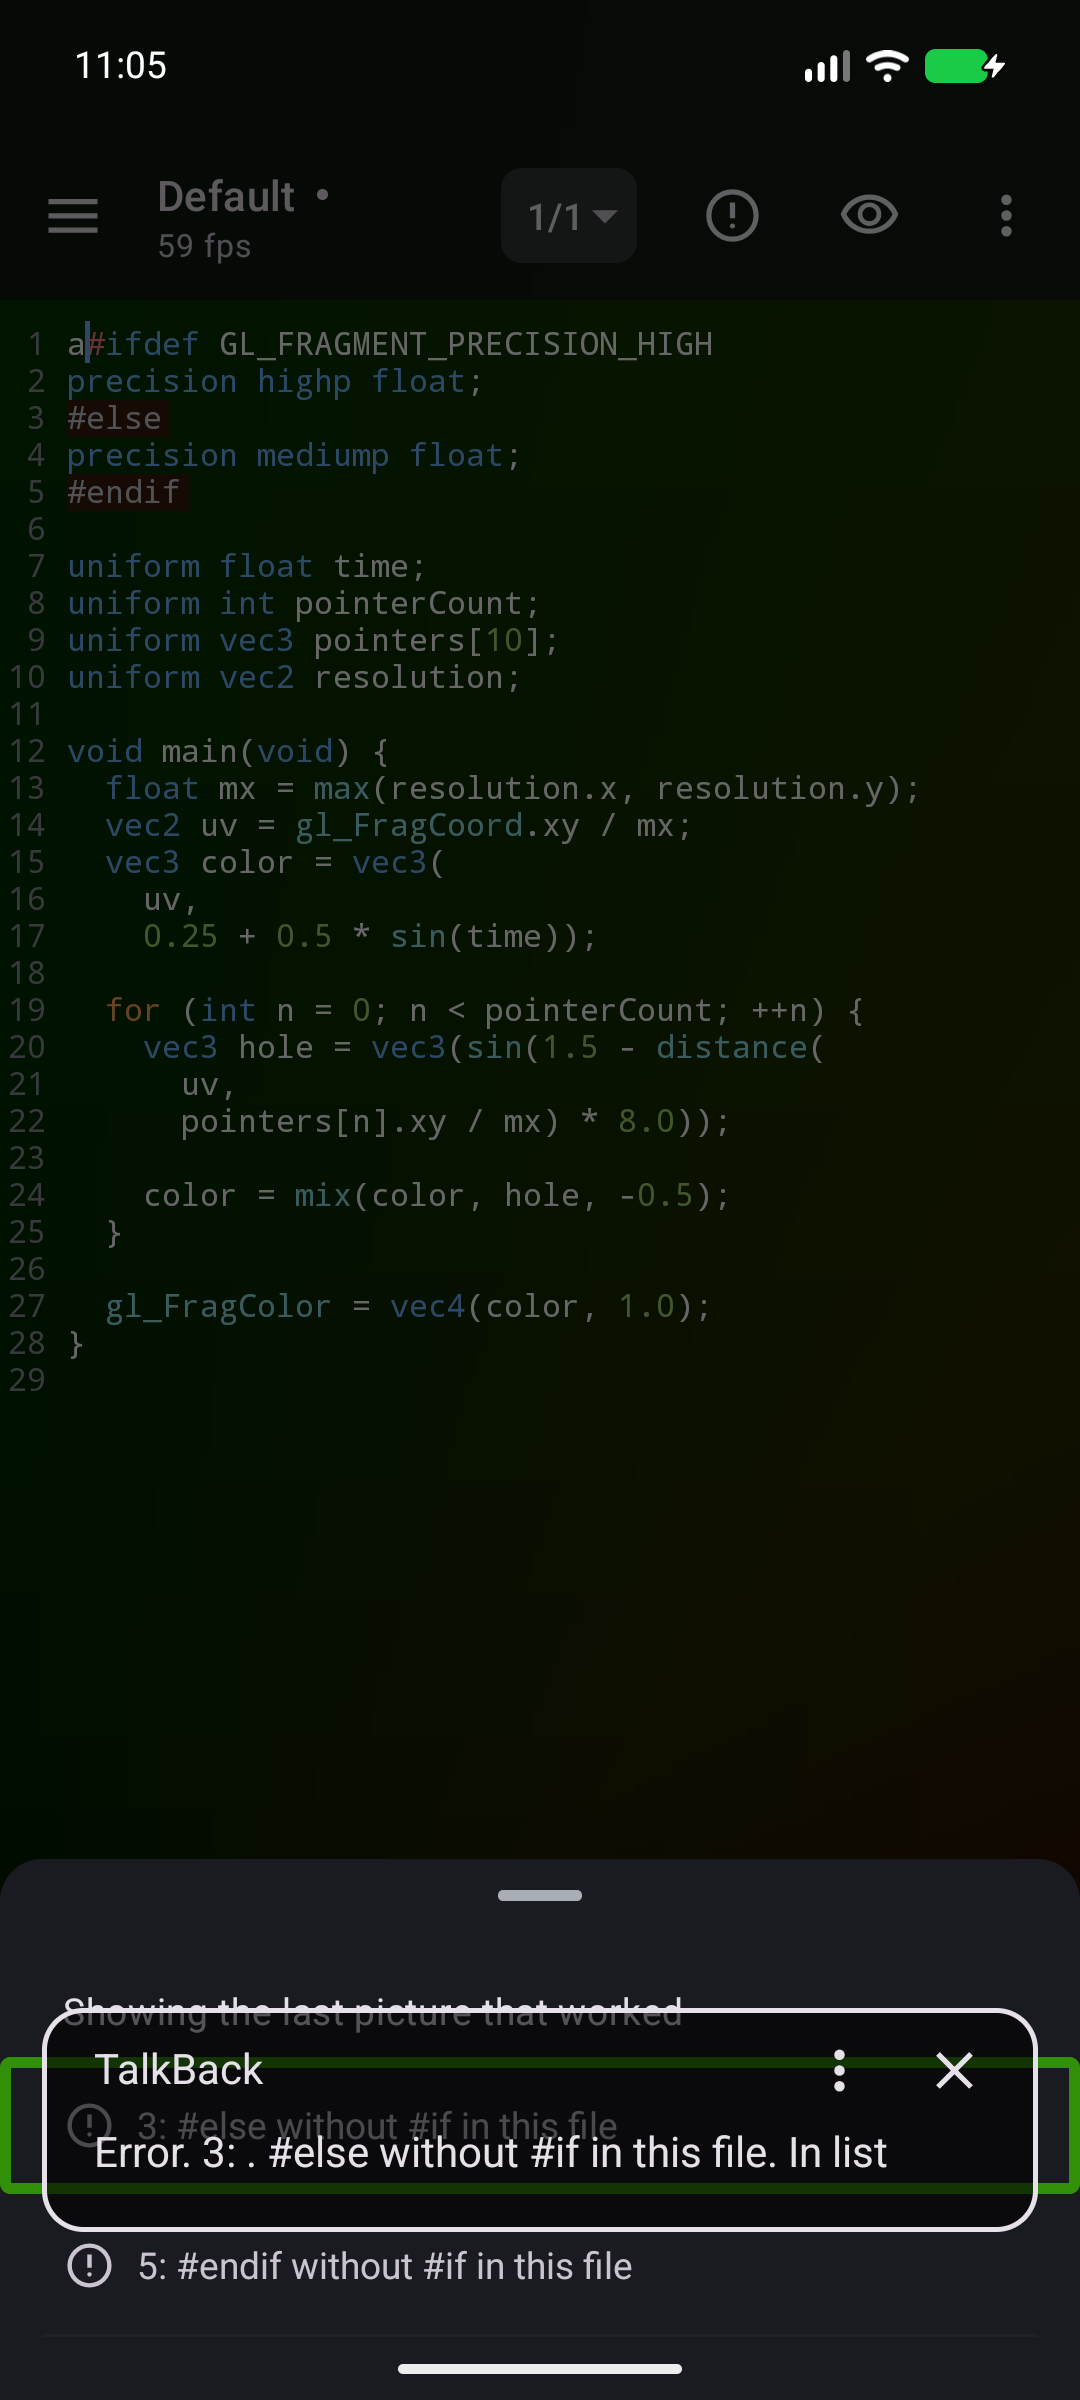 11:05
Default •
59 fps
1/1
1 a#ifdef GL_FRAGMENT_PRECISION_HIGH
2 precision highp float;
3 #else
4 precision mediump float;
5 #endif
6
7 uniform float time;
8 uniform int pointerCount;
9 uniform vec3 pointers[10];
10 uniform vec2 resolution;
11
12 void main(void) {
13   float mx = max(resolution.x, resolution.y);
14   vec2 uv = gl_FragCoord.xy / mx;
15   vec3 color = vec3(
16     uv,
17     0.25 + 0.5 * sin(time));
18
19   for (int n = 0; n < pointerCount; ++n) {
20     vec3 hole = vec3(sin(1.5 - distance(
21       uv,
22       pointers[n].xy / mx) * 8.0));
23
24     color = mix(color, hole, -0.5);
25   }
26
27   gl_FragColor = vec4(color, 1.0);
28 }
29
Showing the last picture that worked
TalkBack
3: #else without #if in this file
Error. 3: . #else without #if in this file. In list
5: #endif without #if in this file